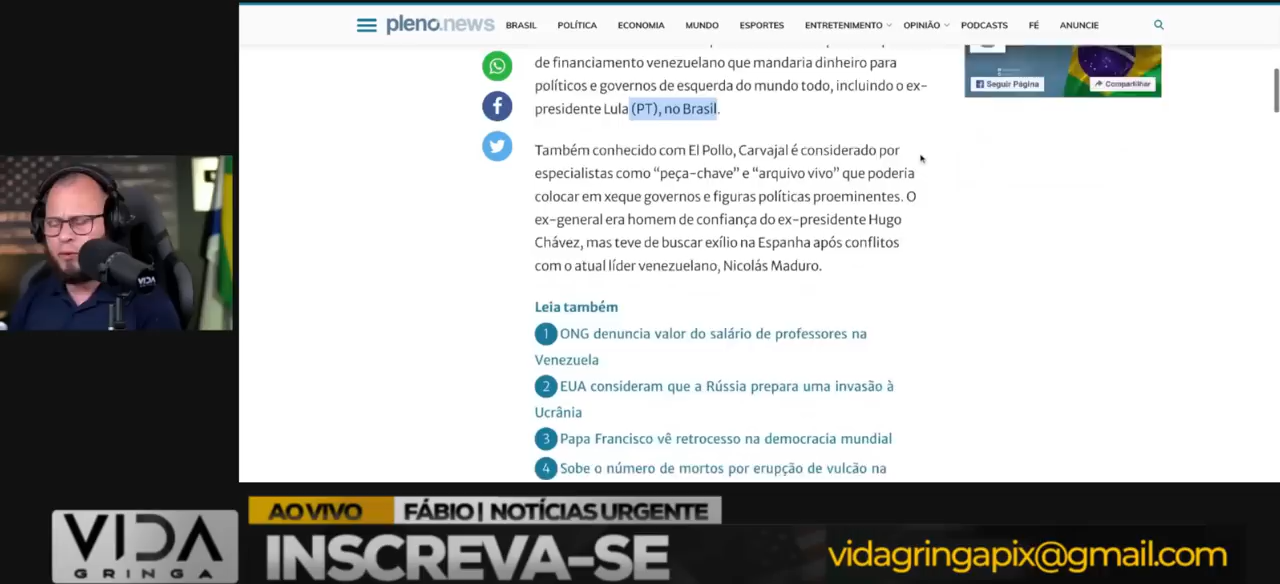 pleno.news BRASIL POLÍTICA ECONOMIA MUNDO ESPORTES ENTRETENIMENTO OPINIÃO PODCASTS FÉ ANUNCIE
de financiamento venezuelano que mandaria dinheiro para
políticos e governos de esquerda do mundo todo, incluindo o ex-
presidente Lula (PT), no Brasil.
Seguir Página Compartilhar
Também conhecido com El Pollo, Carvajal é considerado por
especialistas como “peça-chave” e “arquivo vivo” que poderia
colocar em xeque governos e figuras políticas proeminentes. O
ex-general era homem de confiança do ex-presidente Hugo
Chávez, mas teve de buscar exílio na Espanha após conflitos
com o atual líder venezuelano, Nicolás Maduro.
Leia também
1 ONG denuncia valor do salário de professores na
Venezuela
2 EUA consideram que a Rússia prepara uma invasão à
Ucrânia
3 Papa Francisco vê retrocesso na democracia mundial
4 Sobe o número de mortos por erupção de vulcão na
VIDA
AO VIVO FÁBIO | NOTÍCIAS URGENTE
VIDA
GRINGA
INSCREVA-SE
vidagringapix@gmail.com